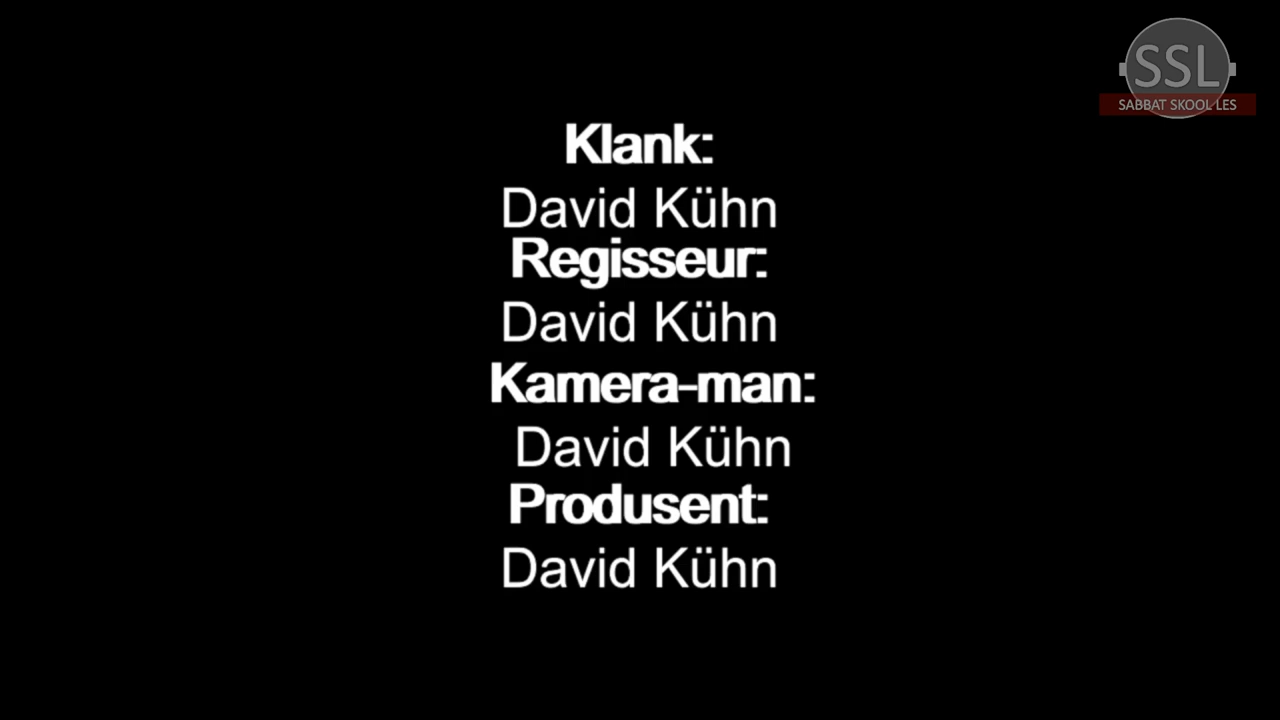 SSL
SABBAT SKOOL LES
Klank:
David Kühn
Regisseur:
David Kühn
Kamera-man:
David Kühn
Produsent:
David Kühn